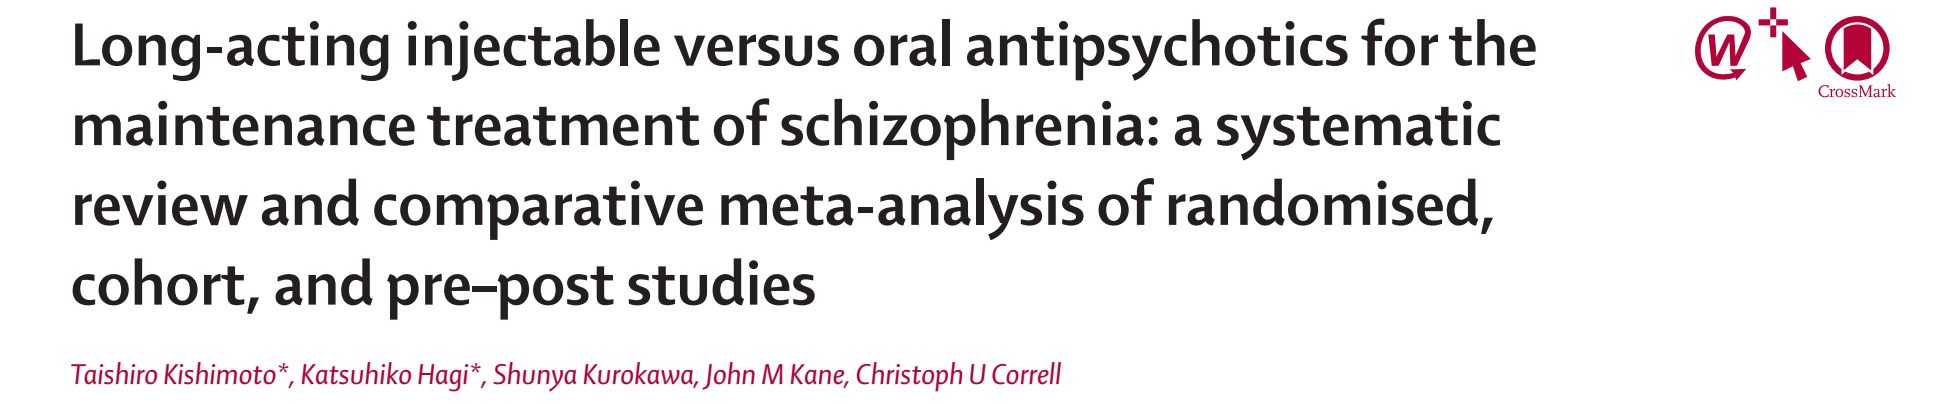 Long-acting injectable versus oral antipsychotics for the
maintenance treatment of schizophrenia: a systematic
review and comparative meta-analysis of randomised,
cohort, and pre–post studies
W
CrossMark
Taishiro Kishimoto*, Katsuhiko Hagi*, Shunya Kurokawa, John M Kane, Christoph U Correll